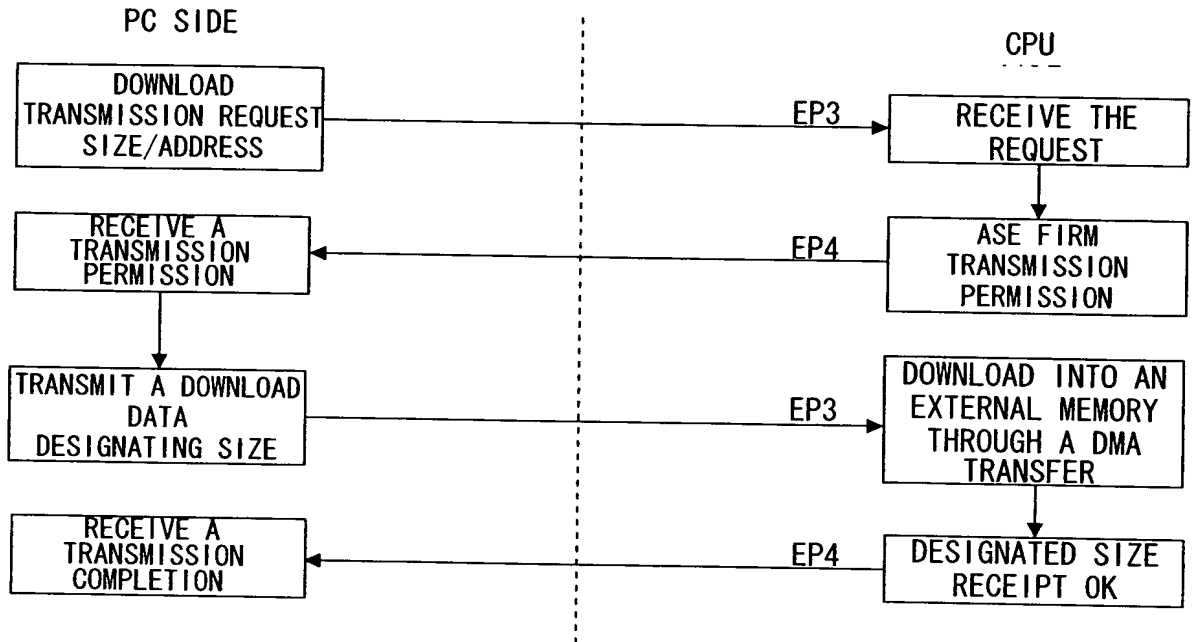 PC SIDE
CPU
DOWNLOAD
TRANSMISSION REQUEST
SIZE/ADDRESS
EP3
RECEIVE THE
REQUEST
RECEIVE A
TRANSMISSION
PERMISSION
EP4
ASE FIRM
TRANSMISSION
PERMISSION
TRANSMIT A DOWNLOAD
DATA
DESIGNATING SIZE
EP3
DOWNLOAD INTO AN
EXTERNAL MEMORY
THROUGH A DMA
TRANSFER
RECEIVE A
TRANSMISSION
COMPLETION
EP4
DESIGNATED SIZE
RECEIPT OK